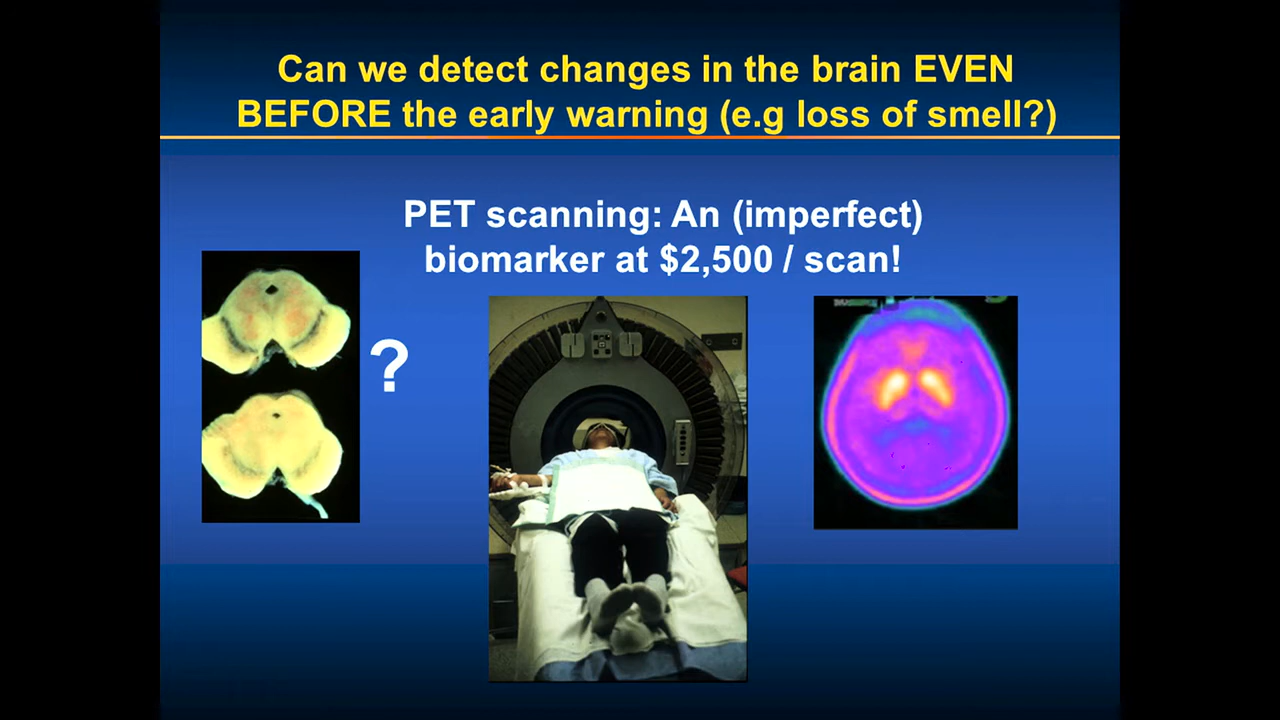 Can we detect changes in the brain EVEN
BEFORE the early warning (e.g loss of smell?)
PET scanning: An (imperfect)
biomarker at $2,500 / scan!
?